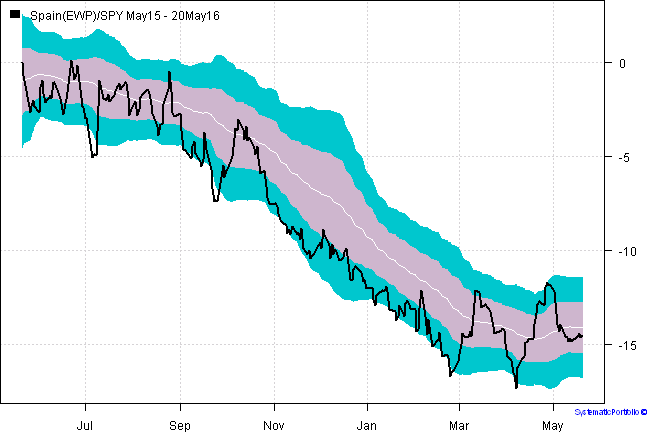 Spain(EWP)/SPY May15 - 20May16
0
-5
-10
-15
Jul Sep Nov Jan Mar May
SystematicPortfolio ©